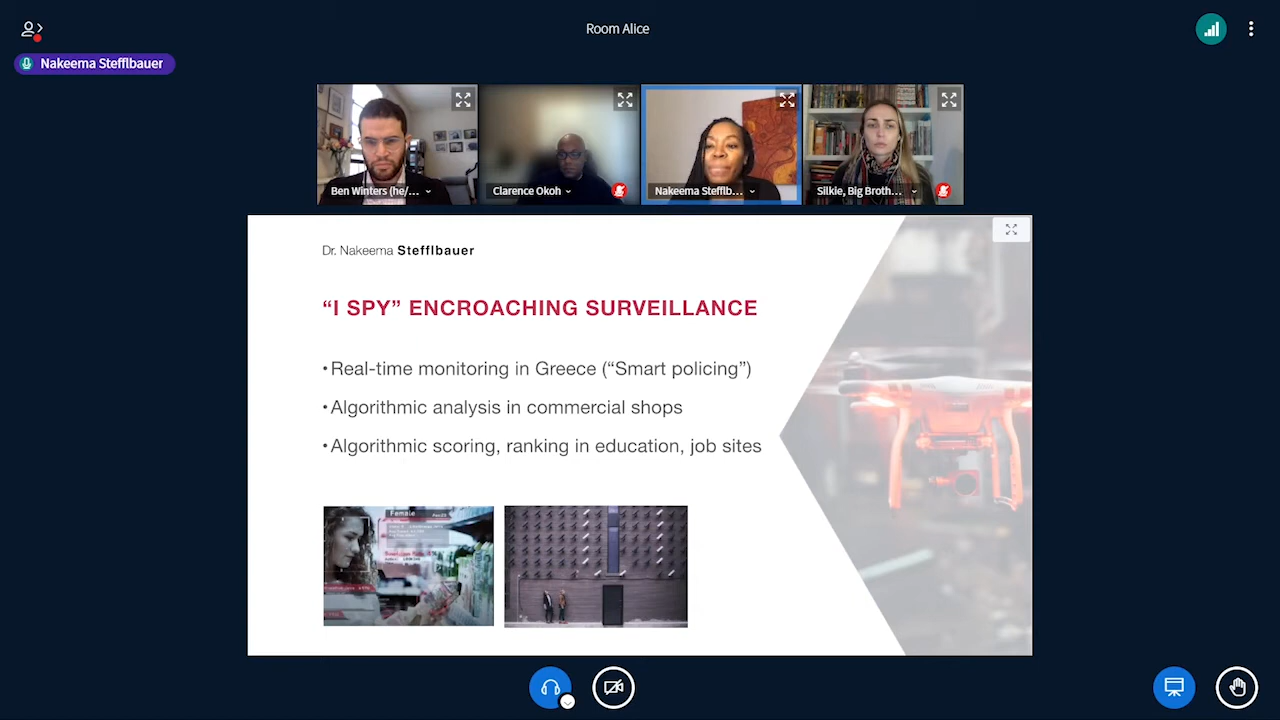 Room Alice
Nakeema Stefflbauer
Ben Winters (he/...
Clarence Okoh
Nakeema Stefflb...
Silkie, Big Broth...
Dr. Nakeema Stefflbauer
“I SPY” ENCROACHING SURVEILLANCE
•Real-time monitoring in Greece (“Smart policing”)
•Algorithmic analysis in commercial shops
•Algorithmic scoring, ranking in education, job sites
Female